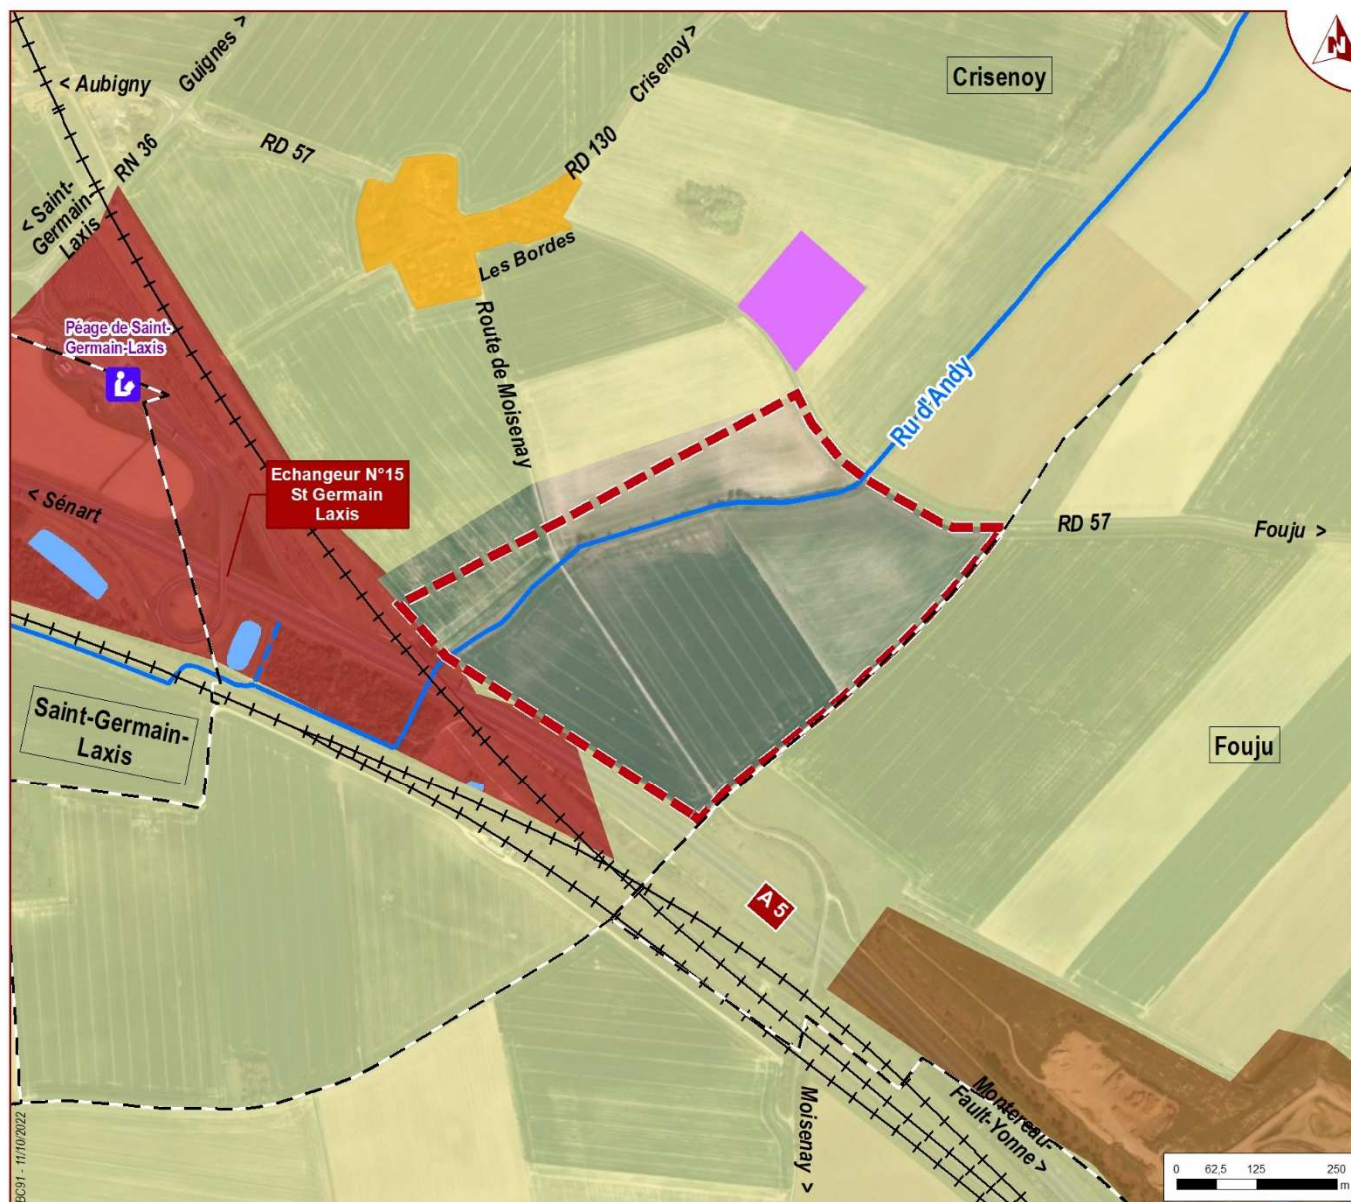 Crisenoy
N
< Aubigny
Guignes >
Crisenoy >
RD 57
RN 36
RD 130
< Saint-
Germain-
Laxis
Les Bordes
Péage de Saint-
Germain-Laxis
Route de Moisenay
Ru d'Andy
Echangeur N°15
St Germain
Laxis
< Sénart
RD 57
Fouju >
Saint-Germain-
Laxis
Fouju
A 5
Moisenay >
Montereau-
Fault-Yonne >
BC91 - 11/10/2022
0 62,5 125 250
m